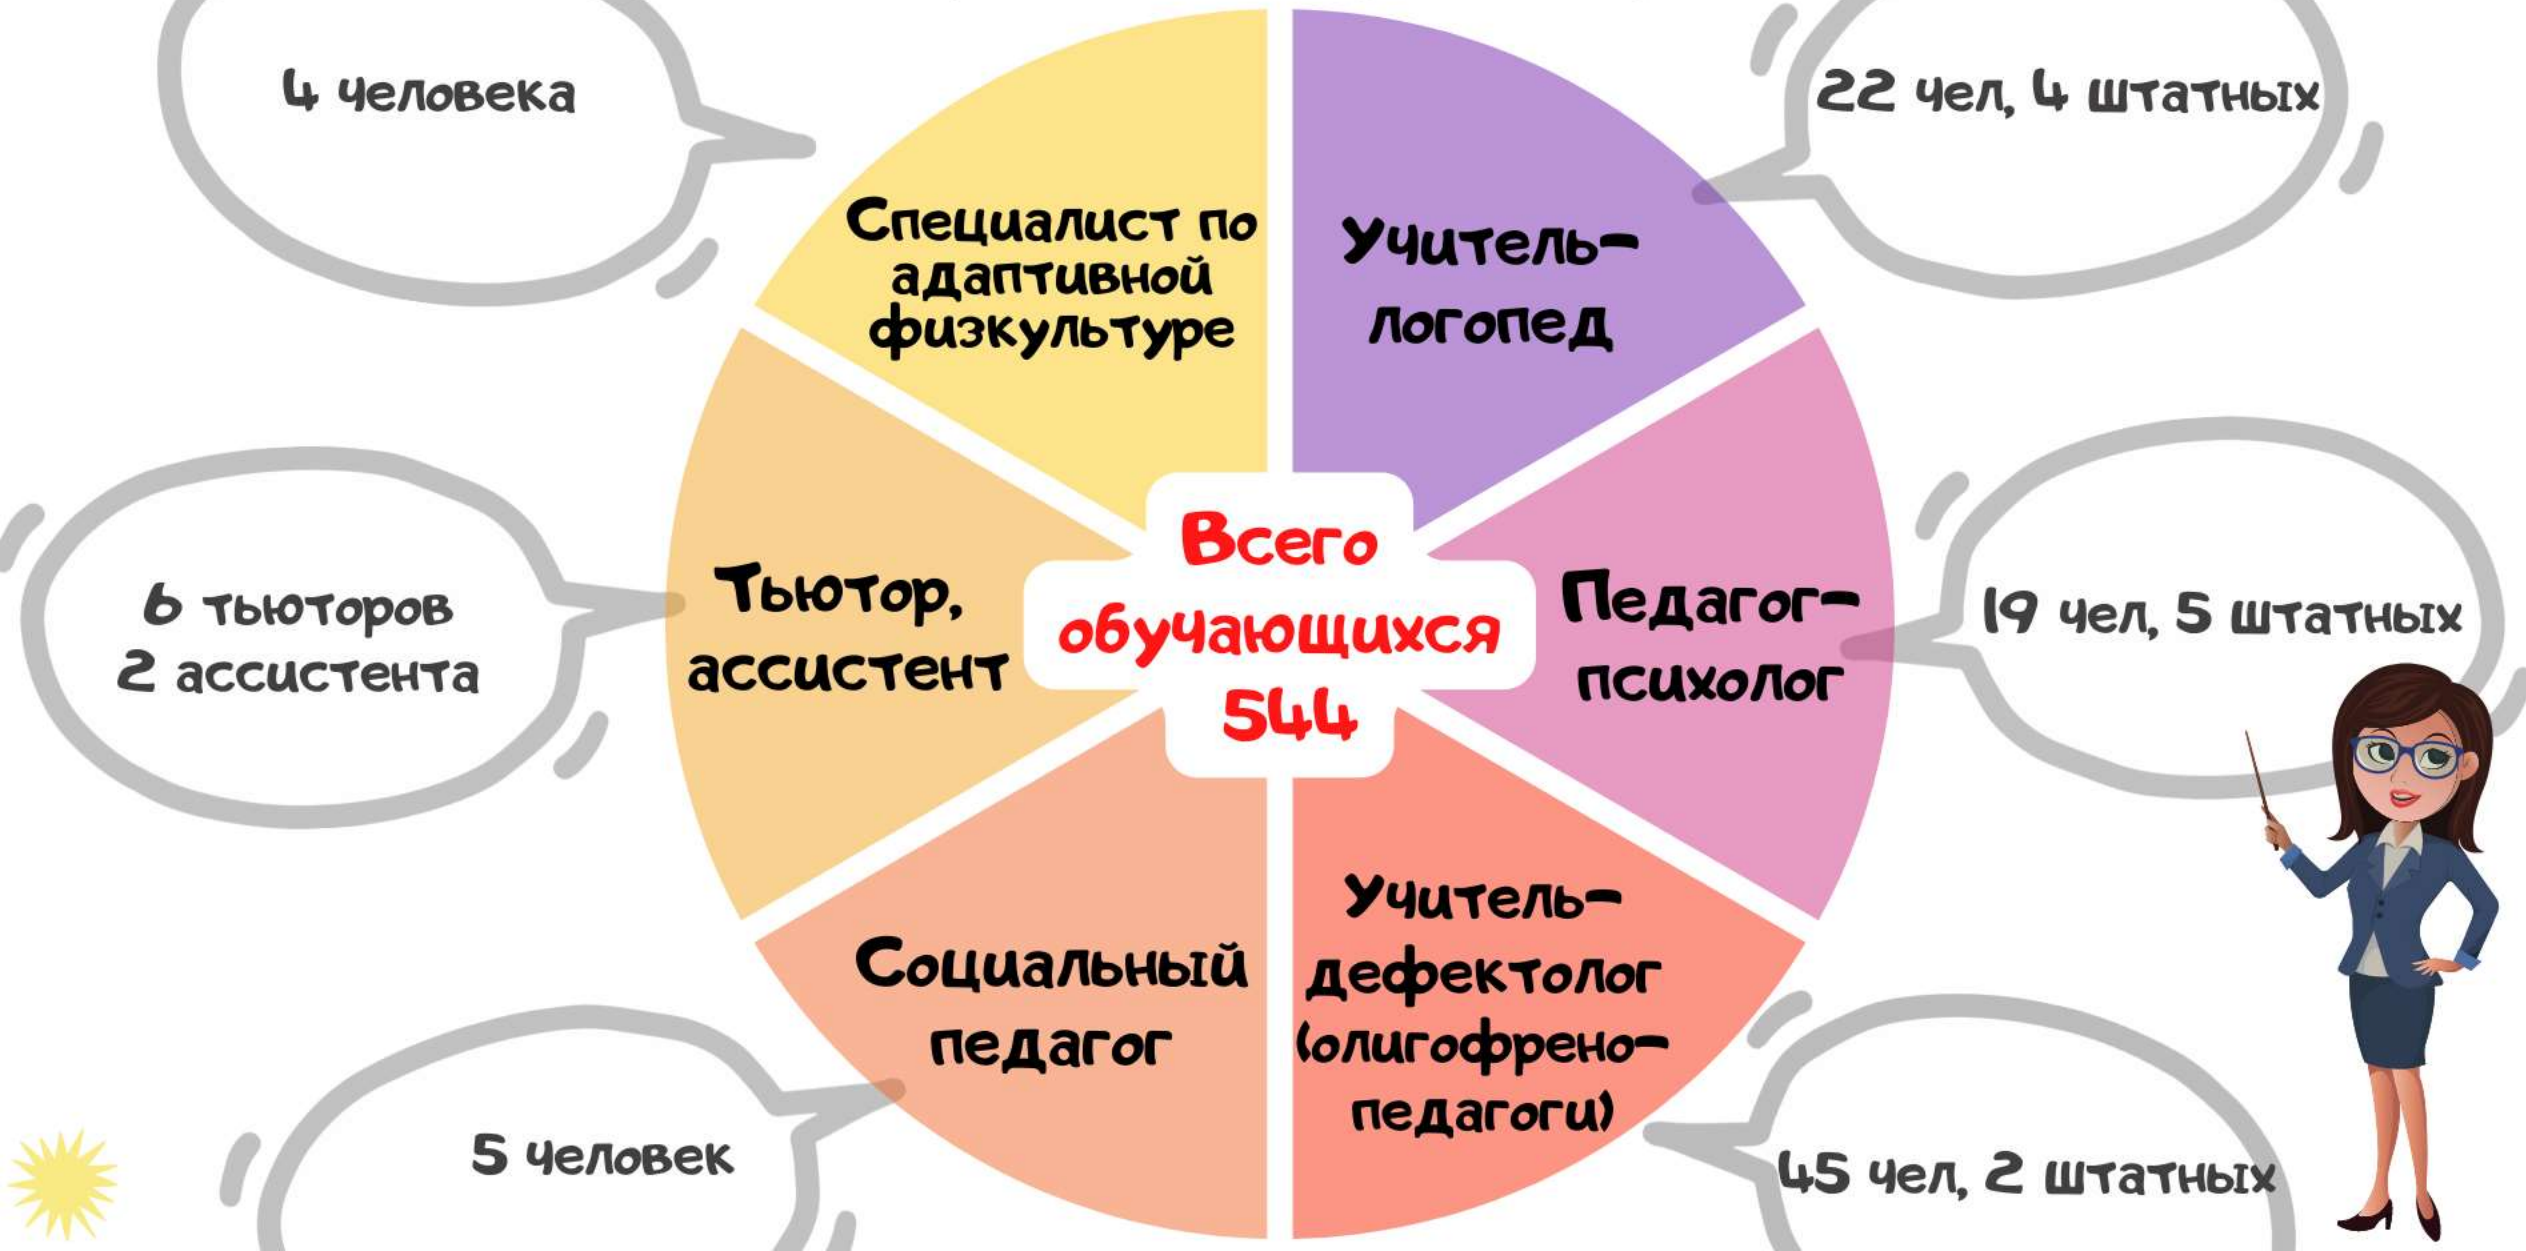 4 человека
22 чел, 4 штатных
Специалист по
адаптивной
физкультуре
Учитель-
логопед
6 тьюторов
2 ассистента
Тьютор,
ассистент
Всего
обучающихся
544
Педагог-
психолог
19 чел, 5 штатных
Социальный
педагог
Учитель-
дефектолог
(олигофрено-
педагоги)
5 человек
45 чел, 2 штатных